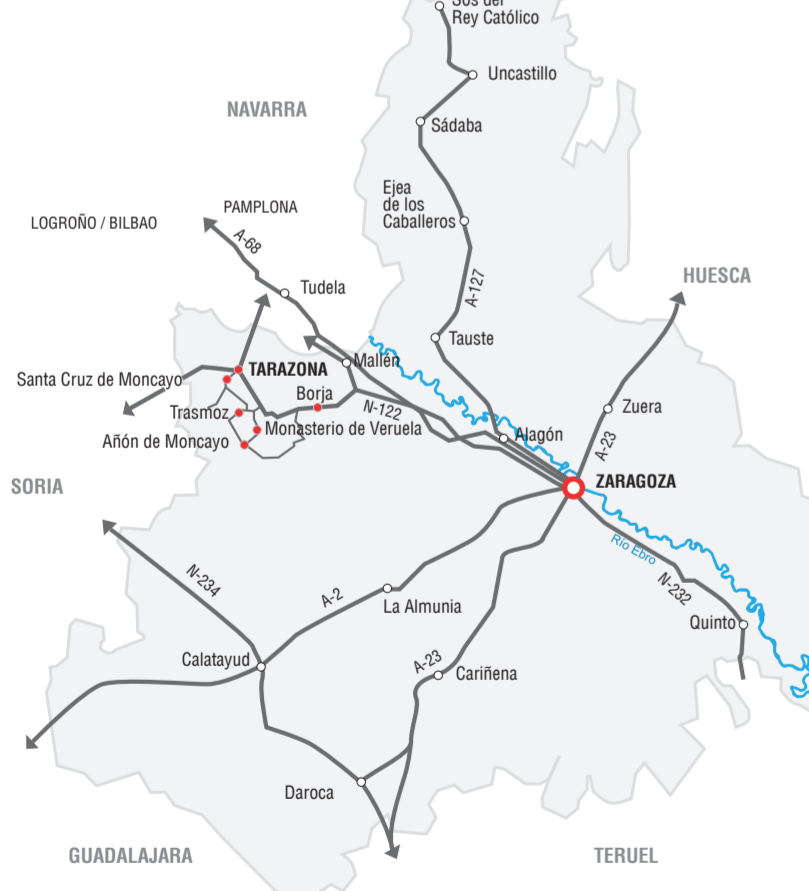 Sos del
Rey Católico
Uncastillo
NAVARRA
Sádaba
Ejea
de los
Caballeros
PAMPLONA
LOGROÑO / BILBAO
A-68
HUESCA
Tudela
A-127
Tauste
Mallén
TARAZONA
Santa Cruz de Moncayo
Borja
N-122
Zuera
Trasmoz
Monasterio de Veruela
Alagón
Añón de Moncayo
A-23
ZARAGOZA
SORIA
Río Ebro
N-234
A-2
N-232
La Almunia
Quinto
Calatayud
A-23
Cariñena
Daroca
GUADALAJARA
TERUEL